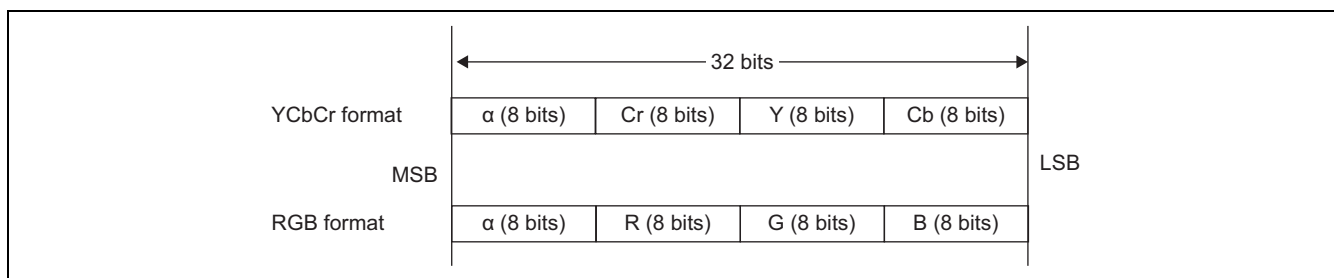 32 bits
YCbCr format α (8 bits) Cr (8 bits) Y (8 bits) Cb (8 bits)
MSB LSB
RGB format α (8 bits) R (8 bits) G (8 bits) B (8 bits)